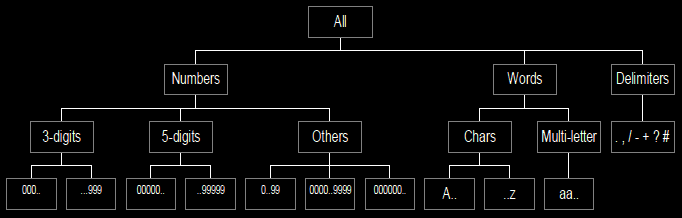 All
Numbers Words Delimiters
3-digits 5-digits Others Chars Multi-letter . , / - + ? #
000.. ...999 00000.. ..99999 0..99 0000..9999 000000.. A.. ..z aa..